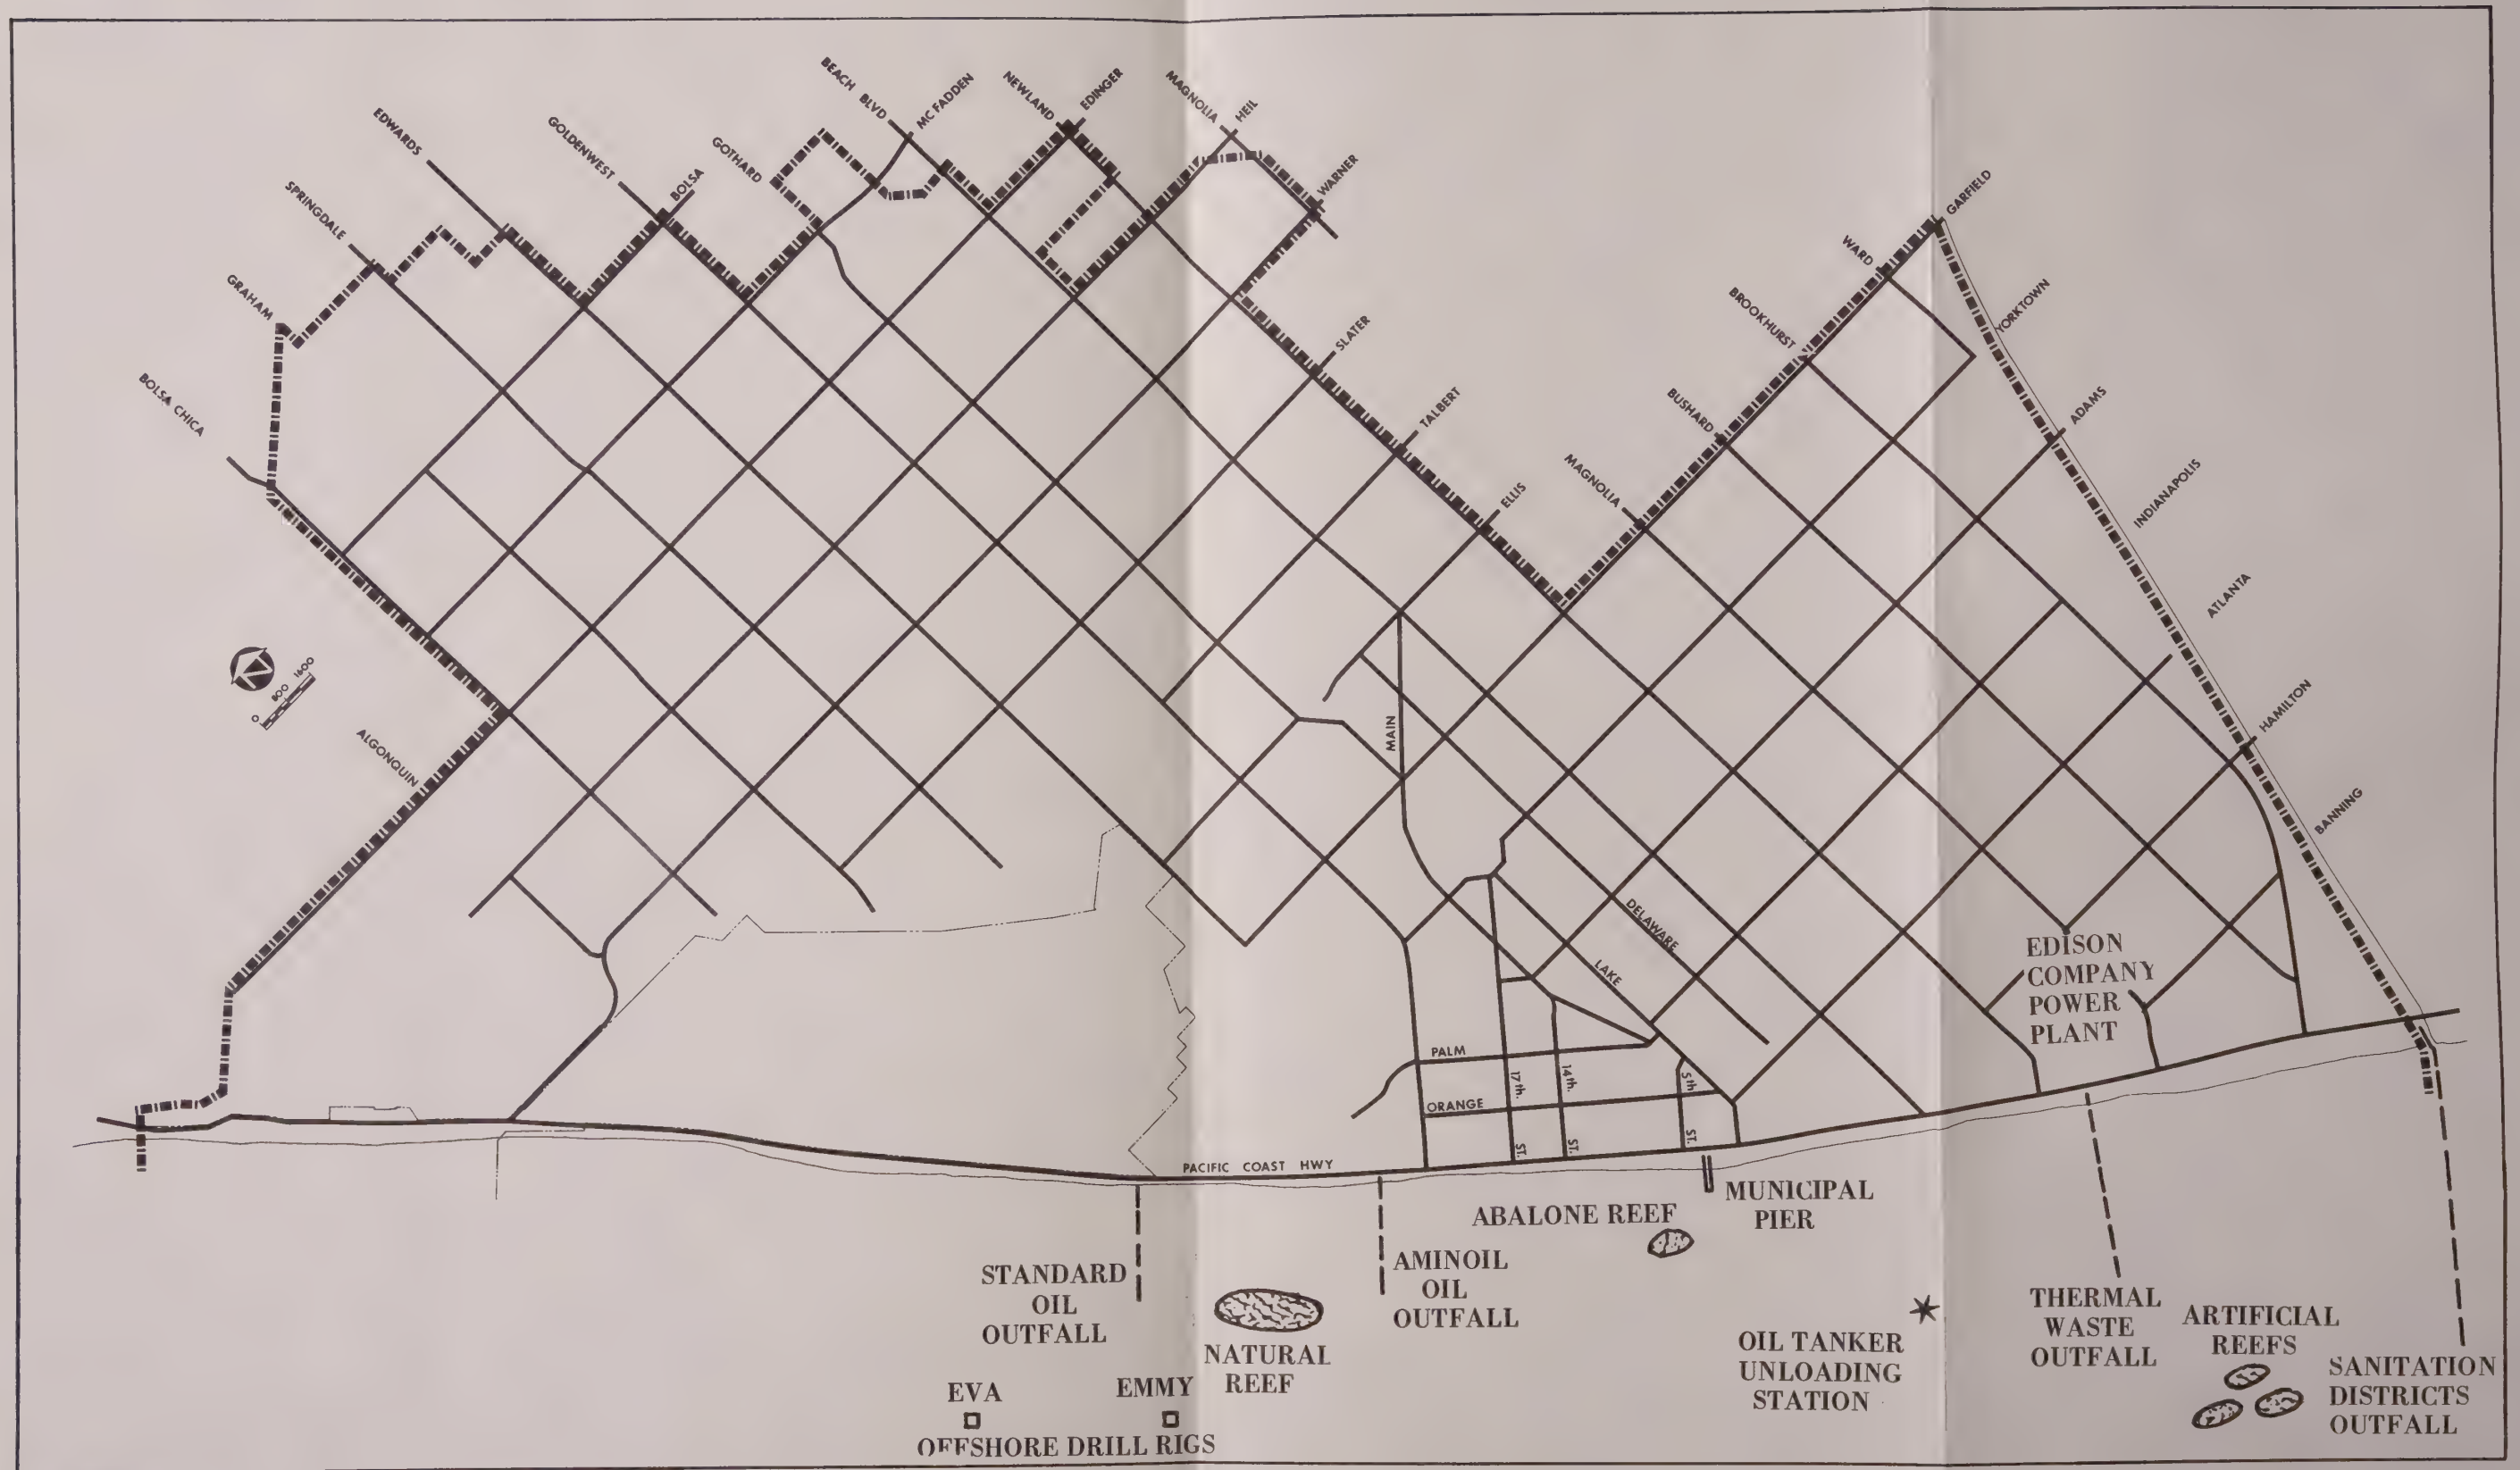 BEACH BLVD
MC FADDEN
NEWLAND
EDINGER
MAGNOLIA
HEIL
EDWARDS
GOLDENWEST
GOTHARD
BOLSA
WARNER
SPRINGDALE
GARFIELD
WARD
GRAHAM
BROOKHURST
YORKTOWN
SLATER
BOLSA CHICA
TALBERT
BUSHARD
ADAMS
MAGNOLIA
ELLIS
INDIANAPOLIS
ATLANTA
N
0 800 1600
ALGONQUIN
MAIN
HAMILTON
BANNING
DELAWARE
LAKE
EDISON
COMPANY
POWER
PLANT
PALM
17th. ST.
14th. ST.
5th ST.
ORANGE
PACIFIC COAST HWY
MUNICIPAL
PIER
ABALONE REEF
STANDARD
OIL
OUTFALL
AMINOIL
OIL
OUTFALL
NATURAL
REEF
OIL TANKER
UNLOADING
STATION
THERMAL
WASTE
OUTFALL
ARTIFICIAL
REEFS
SANITATION
DISTRICTS
OUTFALL
EVA
EMMY
OFFSHORE DRILL RIGS